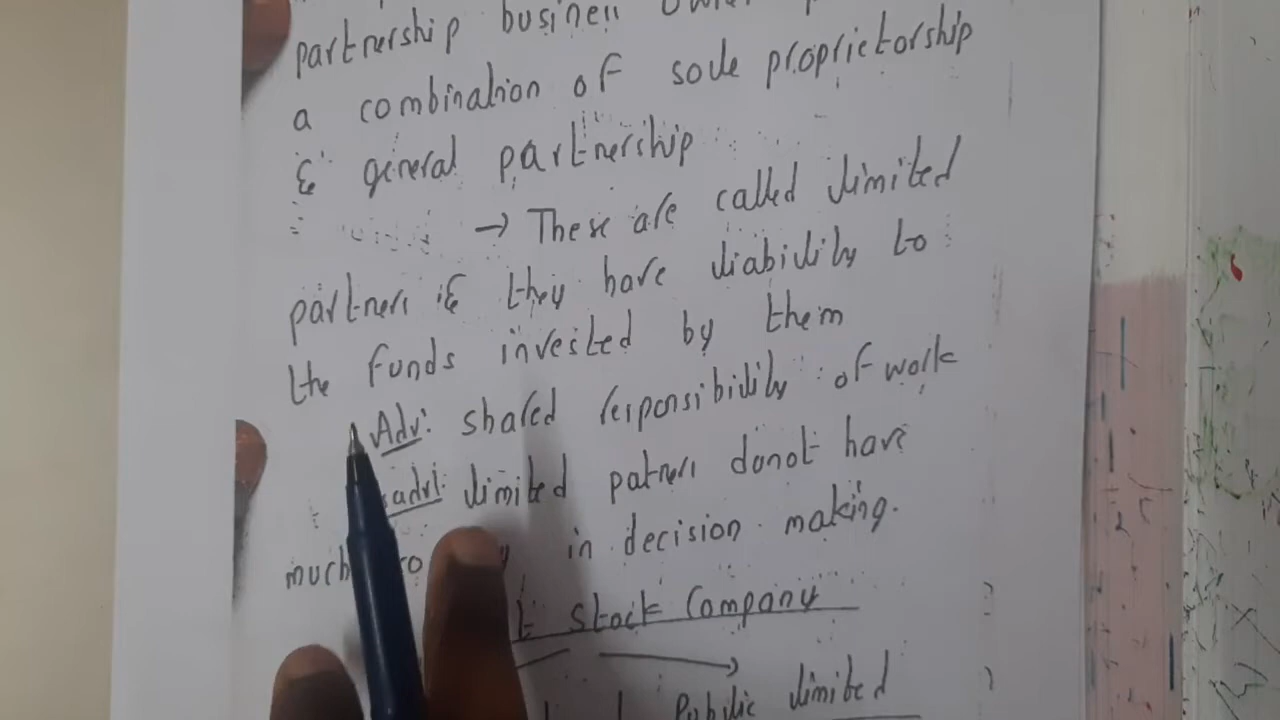 partnership business
a combination of sole proprietorship
& general partnership
→ These are called limited
partners if they have liability to
the funds invested by them
Adv: shared responsibility of work
limited patners donot have
much in decision making.
Stock Company
Public limited